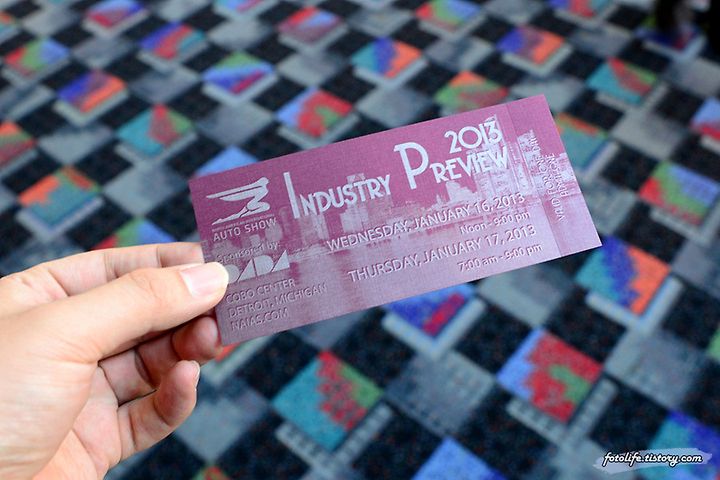 2013
INDUSTRY PREVIEW
AUTO SHOW
Sponsored by:
DADA
COBO CENTER
DETROIT, MICHIGAN
NAIAS.COM
WEDNESDAY, JANUARY 16, 2013
NOON - 9:00 pm
THURSDAY, JANUARY 17, 2013
7:00 am - 9:00 pm
fotolife.tistory.com